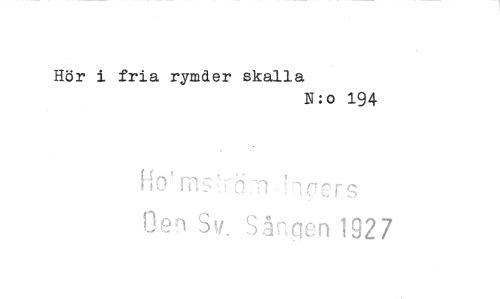 Hör i fria rymder skalla
N:o 194
Holmström-Ingers
Den Sv. Sången 1927